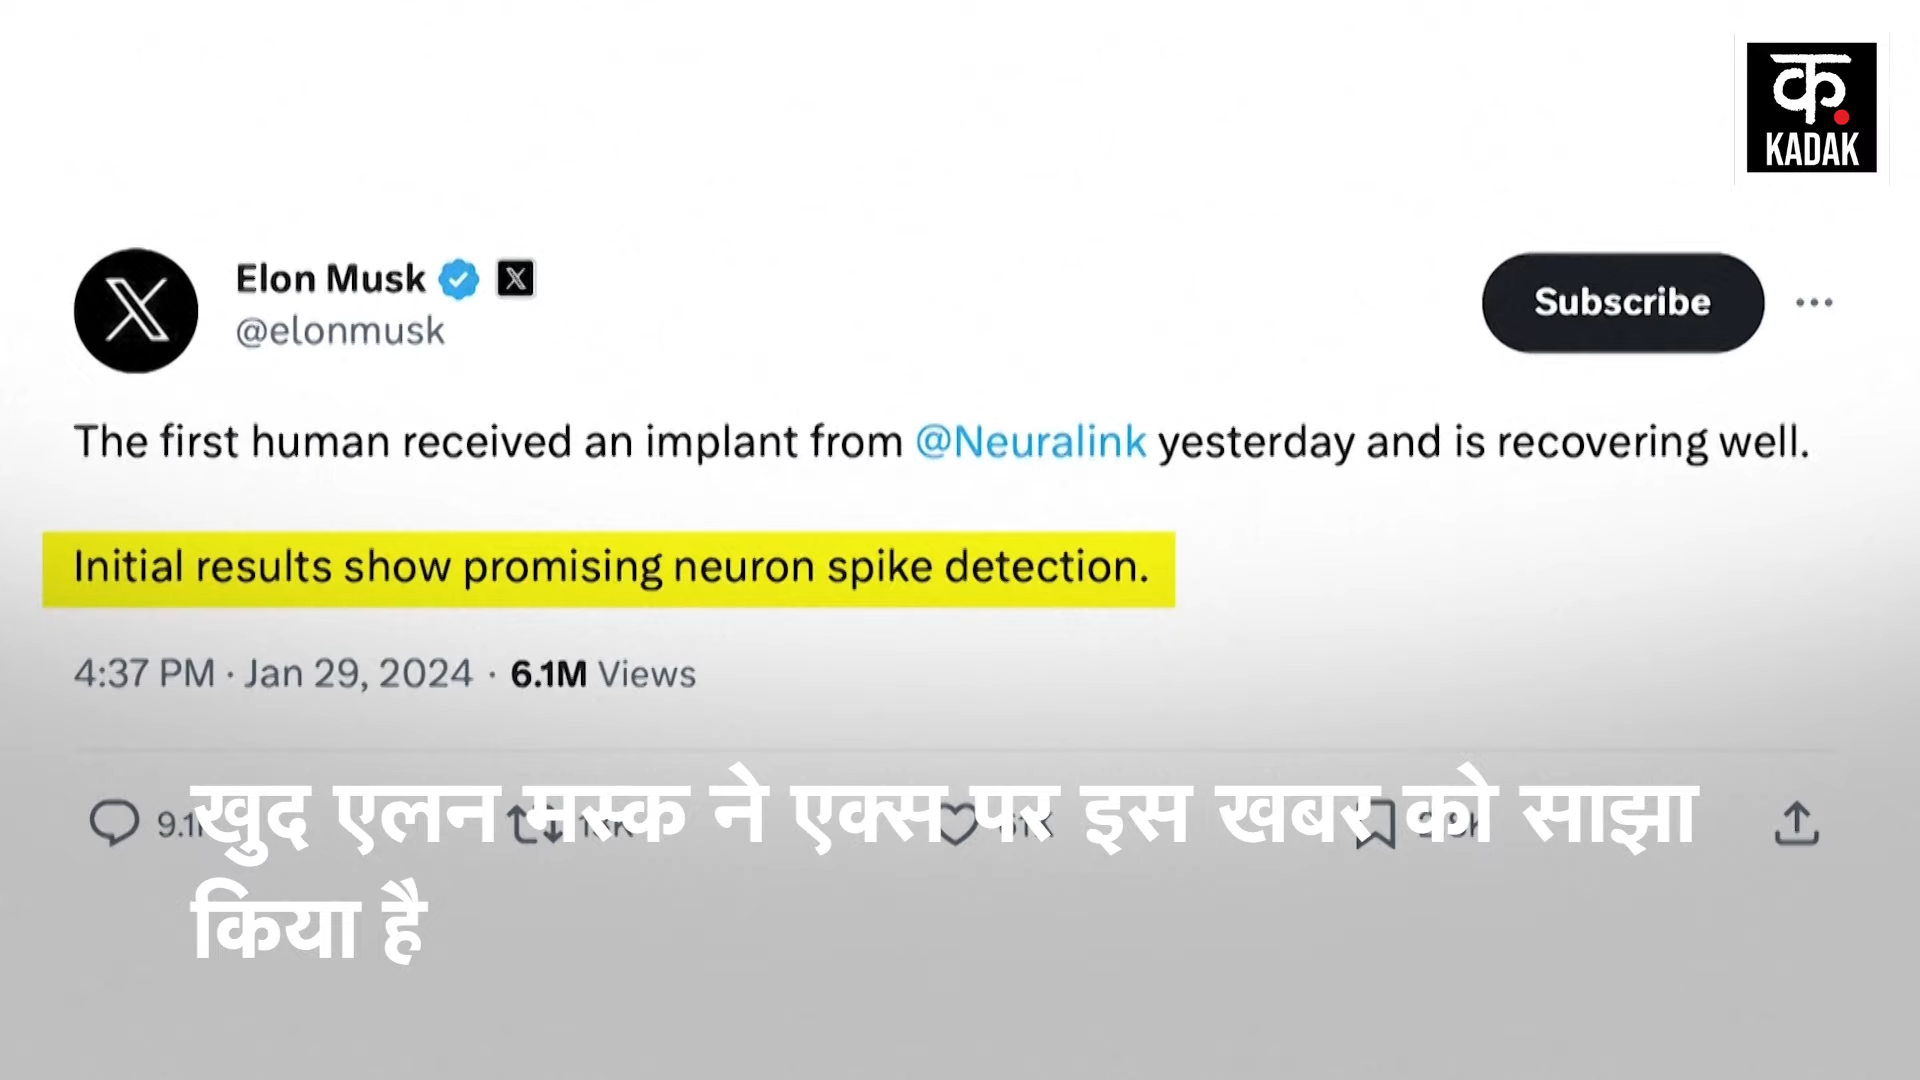 क
KADAK
Elon Musk
@elonmusk
Subscribe
The first human received an implant from @Neuralink yesterday and is recovering well.
Initial results show promising neuron spike detection.
4:37 PM · Jan 29, 2024 · 6.1M Views
खुद एलन मस्क ने एक्स पर इस खबर को साझा
किया है